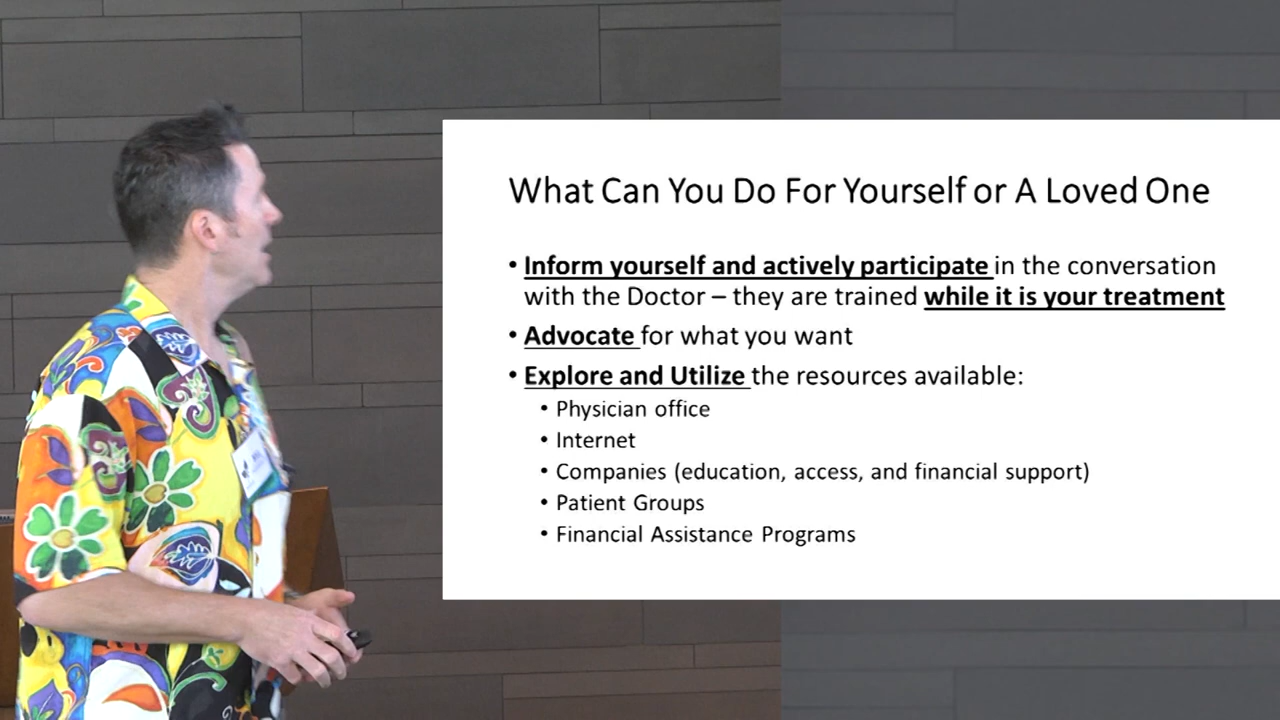 What Can You Do For Yourself or A Loved One
• Inform yourself and actively participate in the conversation
with the Doctor – they are trained while it is your treatment
• Advocate for what you want
• Explore and Utilize the resources available:
• Physician office
• Internet
• Companies (education, access, and financial support)
• Patient Groups
• Financial Assistance Programs